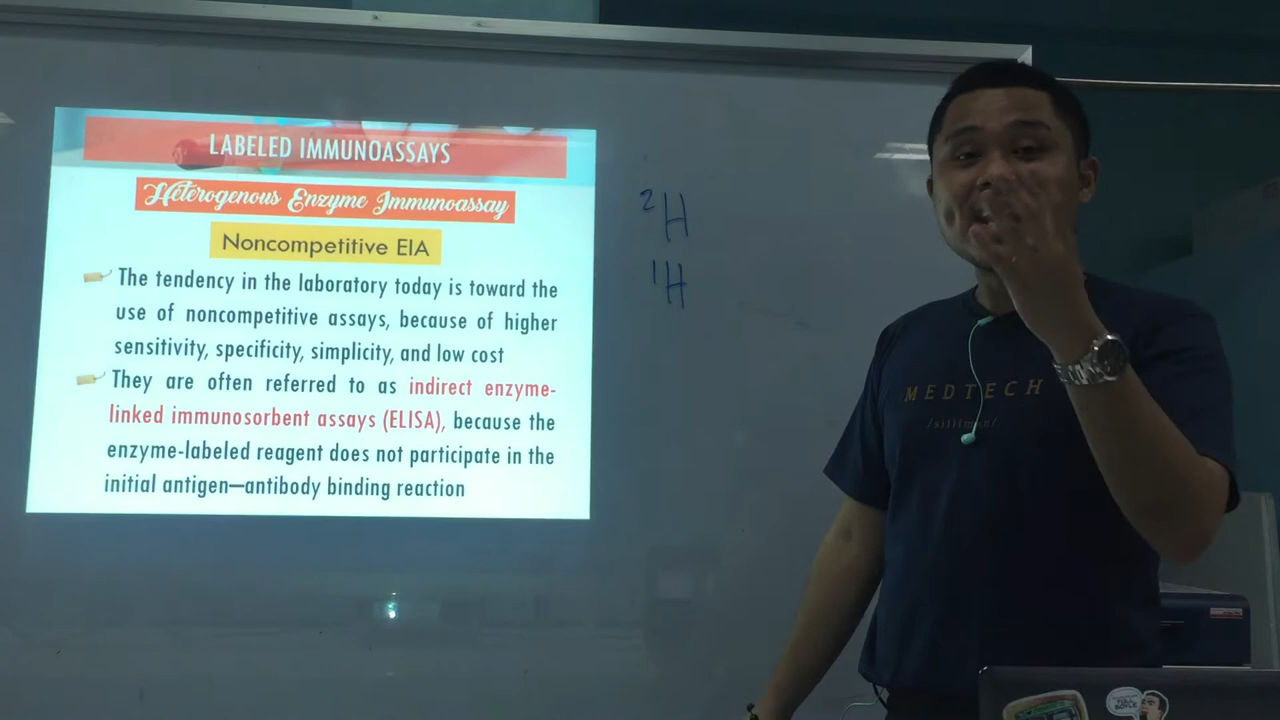 LABELED IMMUNOASSAYS
Heterogenous Enzyme Immunoassay
Noncompetitive EIA
The tendency in the laboratory today is toward the
use of noncompetitive assays, because of higher
sensitivity, specificity, simplicity, and low cost
They are often referred to as indirect enzyme-
linked immunosorbent assays (ELISA), because the
enzyme-labeled reagent does not participate in the
initial antigen—antibody binding reaction
²H
¹H
MEDTECH